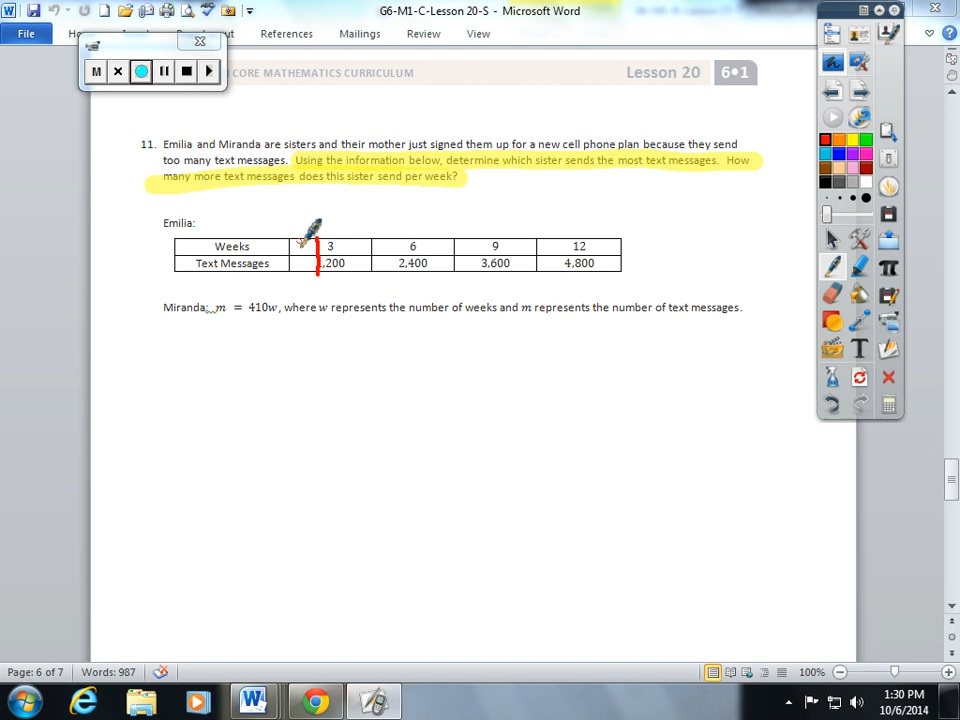 G6-M1-C-Lesson 20-S - Microsoft Word
File
References Mailings Review View
M
CORE MATHEMATICS CURRICULUM Lesson 20 6•1
11. Emilia and Miranda are sisters and their mother just signed them up for a new cell phone plan because they send
too many text messages. Using the information below, determine which sister sends the most text messages. How
many more text messages does this sister send per week?
Emilia:
Weeks 3 6 9 12
Text Messages ,200 2,400 3,600 4,800
Miranda: m = 410w, where w represents the number of weeks and m represents the number of text messages.
Page: 6 of 7 Words: 987 100%
1:30 PM
10/6/2014